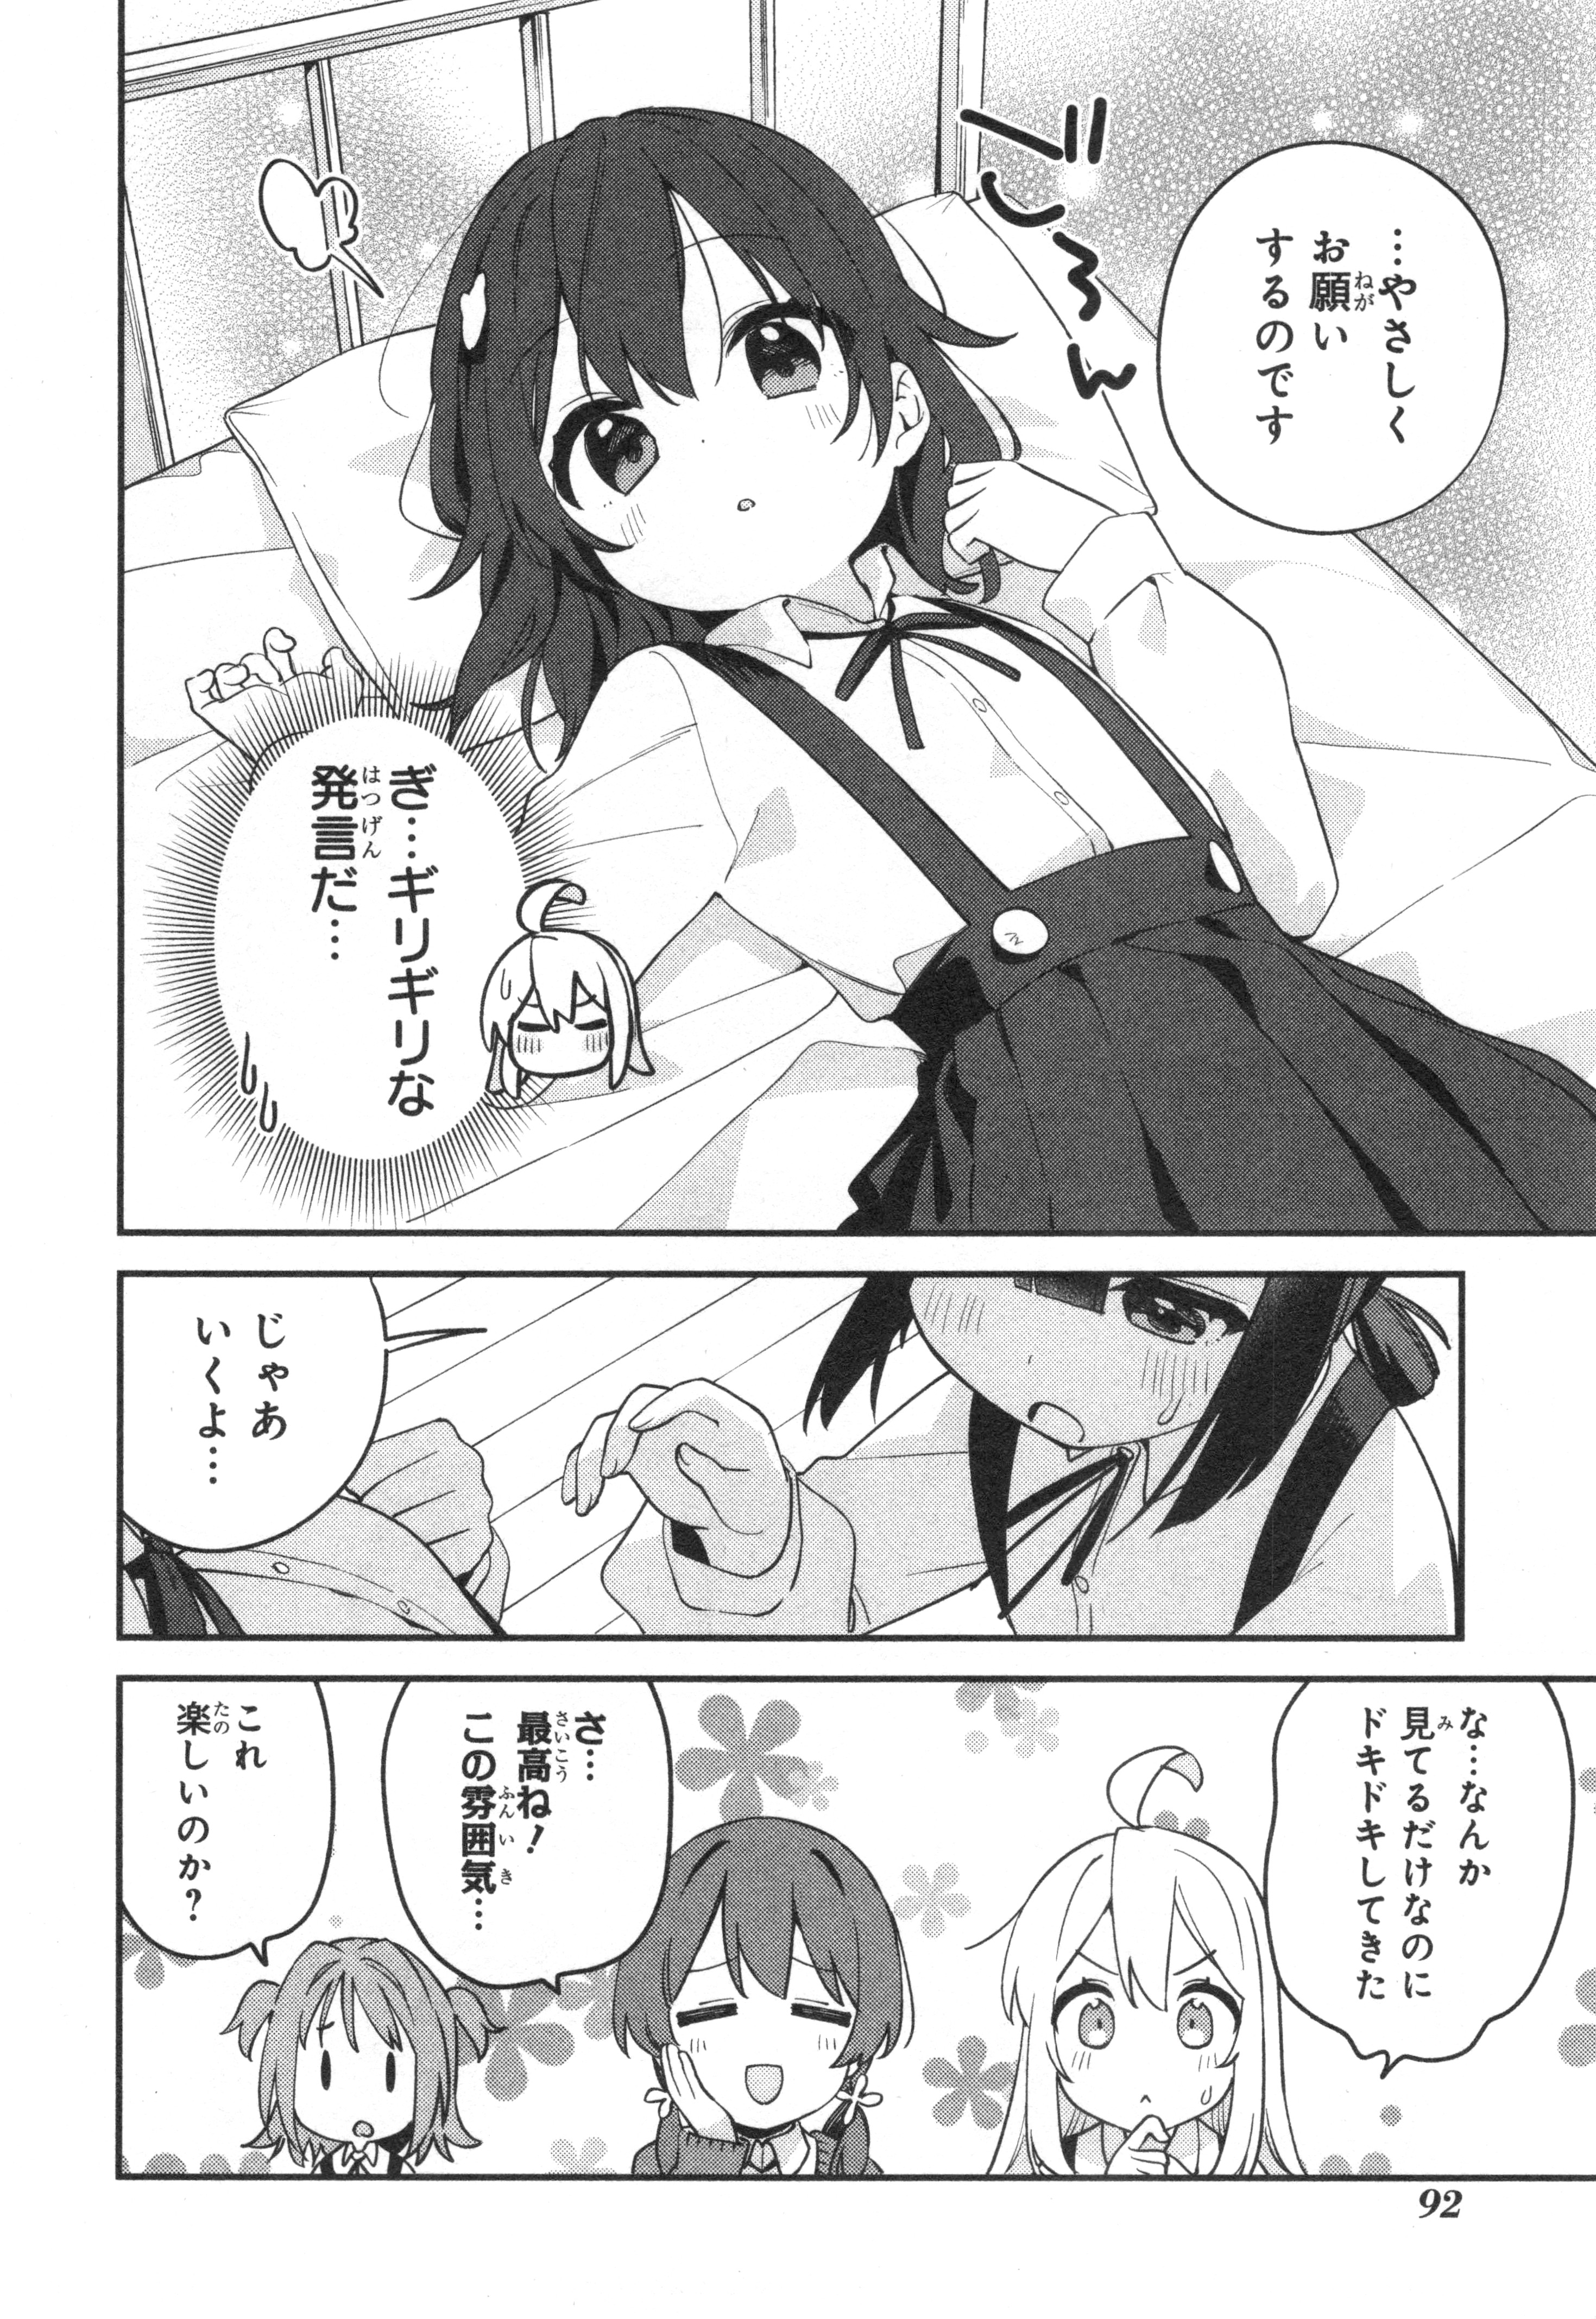 …やさしく
お願い
するのです
ごろん
ぎ…ギリギリな
発言だ…
じゃあ
いくよ…
な…なんか
見てるだけなのに
ドキドキしてきた
さ…
最高ね！
この雰囲気…
これ
楽しいのか？
92